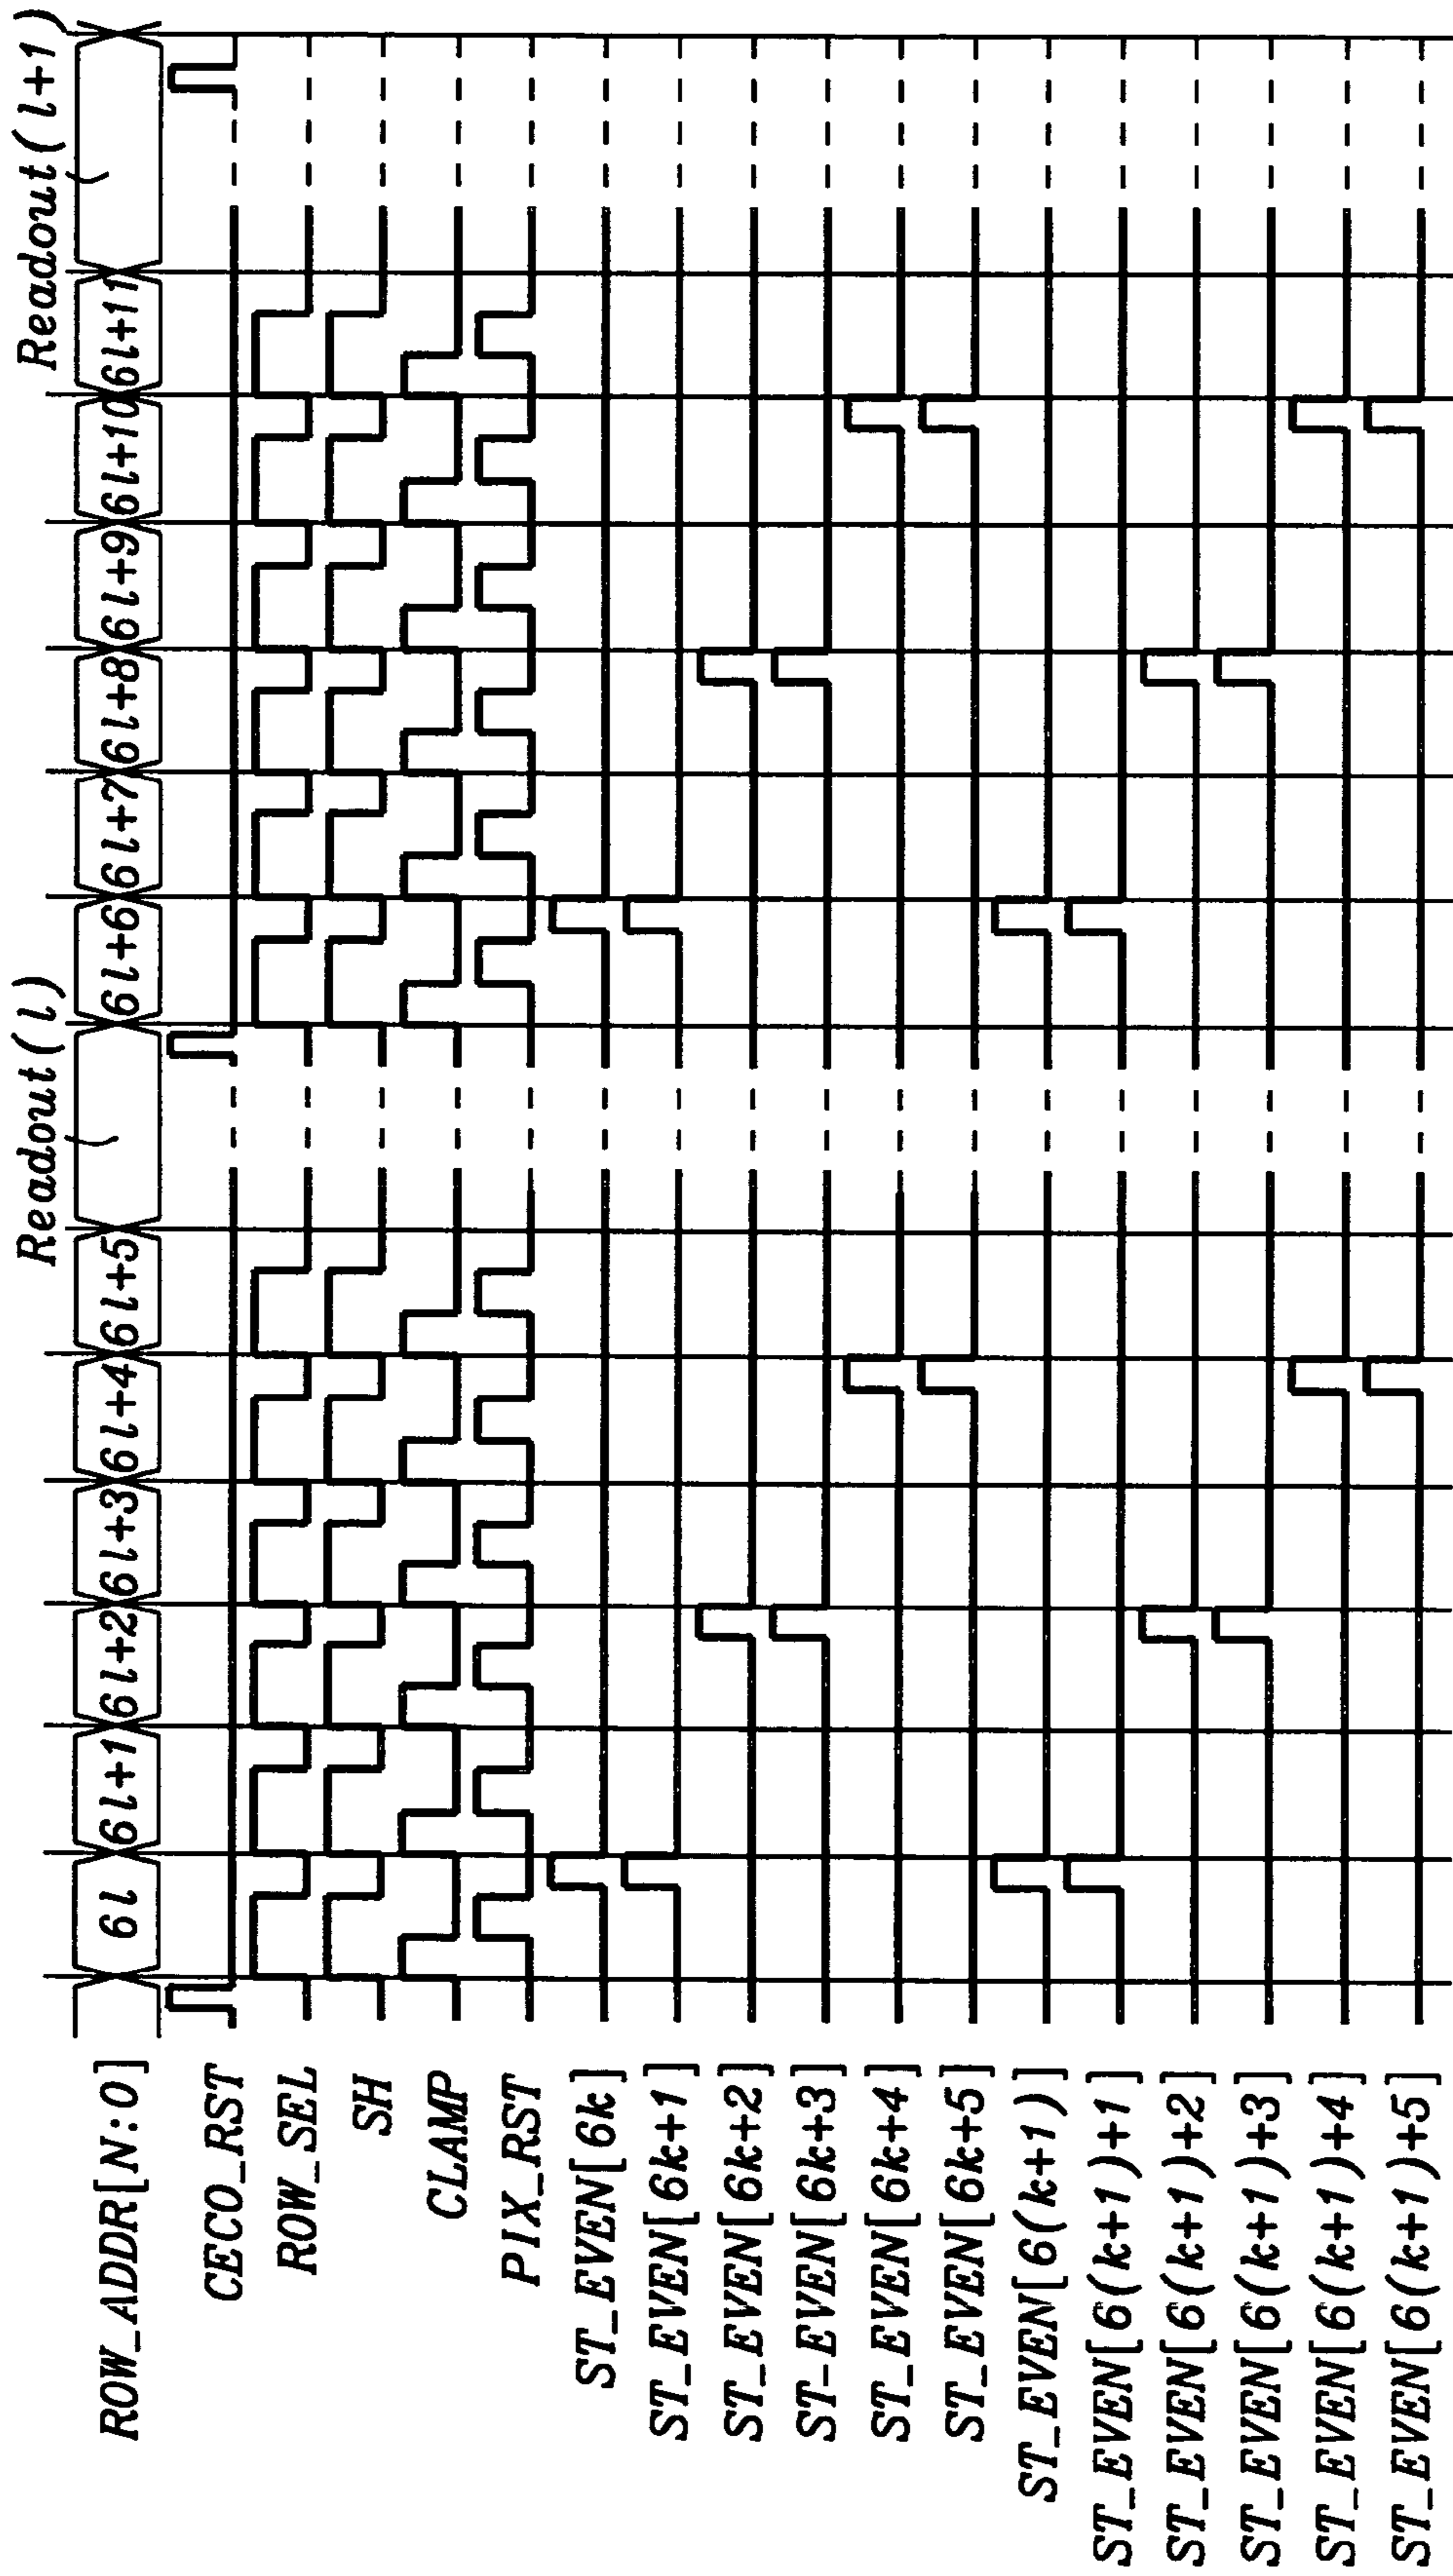 Readout(l)
Readout(l+1)
ROW_ADDR[N:0]
6l
6l+1
6l+2
6l+3
6l+4
6l+5
6l+6
6l+7
6l+8
6l+9
6l+10
6l+11
CECO_RST
ROW_SEL
SH
CLAMP
PIX_RST
ST_EVEN[6k]
ST_EVEN[6k+1]
ST_EVEN[6k+2]
ST-EVEN[6k+3]
ST_EVEN[6k+4]
ST_EVEN[6k+5]
ST_EVEN[6(k+1)]
ST_EVEN[6(k+1)+1]
ST_EVEN[6(k+1)+2]
ST_EVEN[6(k+1)+3]
ST_EVEN[6(k+1)+4]
ST_EVEN[6(k+1)+5]